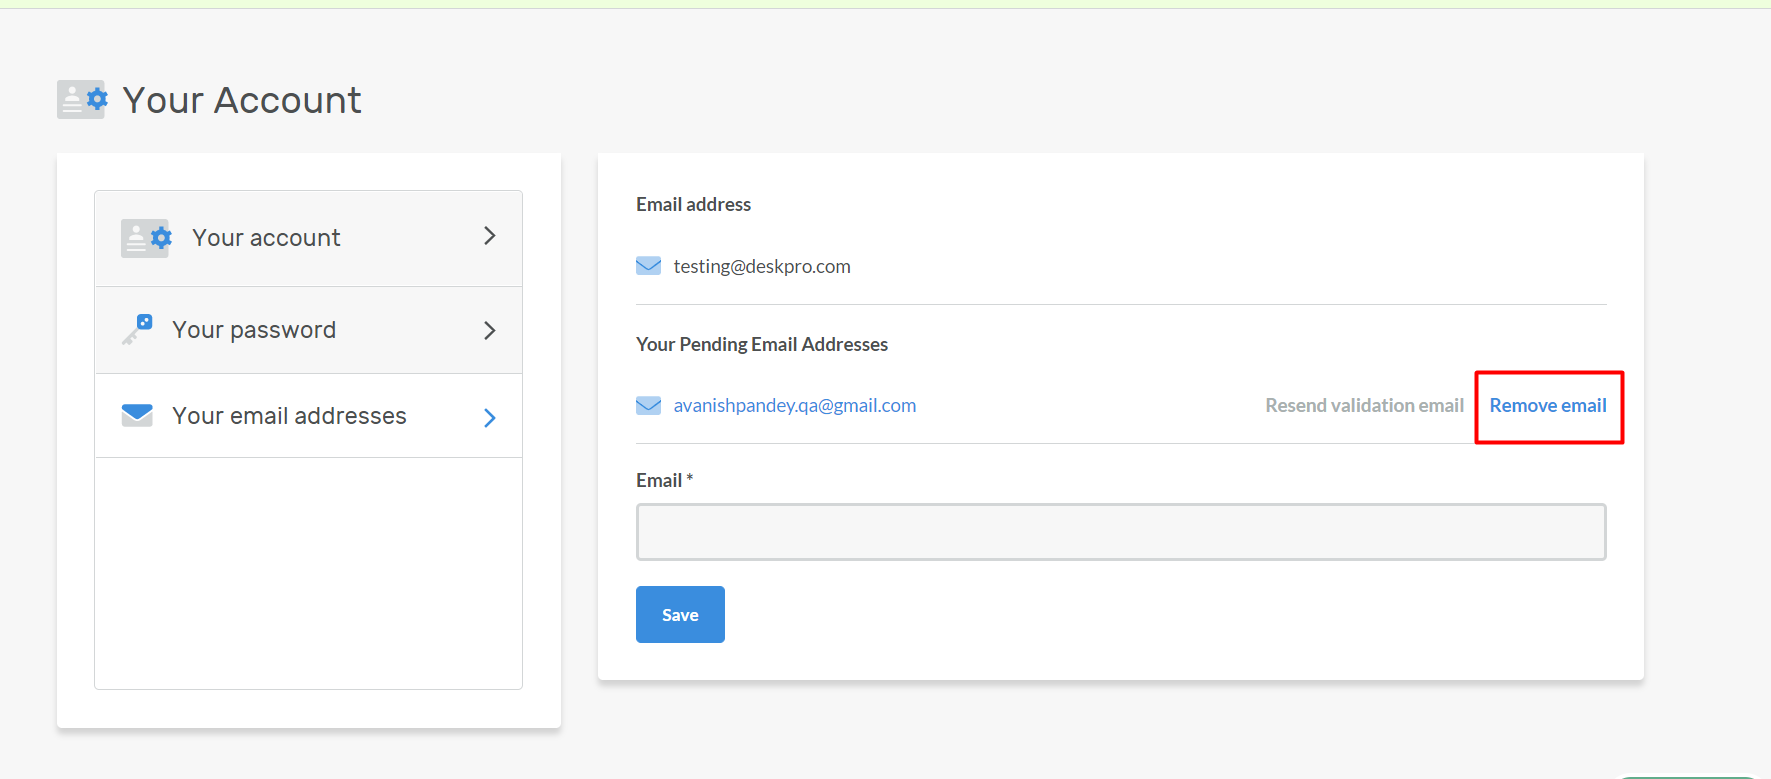 Your Account
Your account
Your password
Your email addresses
Email address
testing@deskpro.com
Your Pending Email Addresses
avanishpandey.qa@gmail.com Resend validation email Remove email
Email *
Save